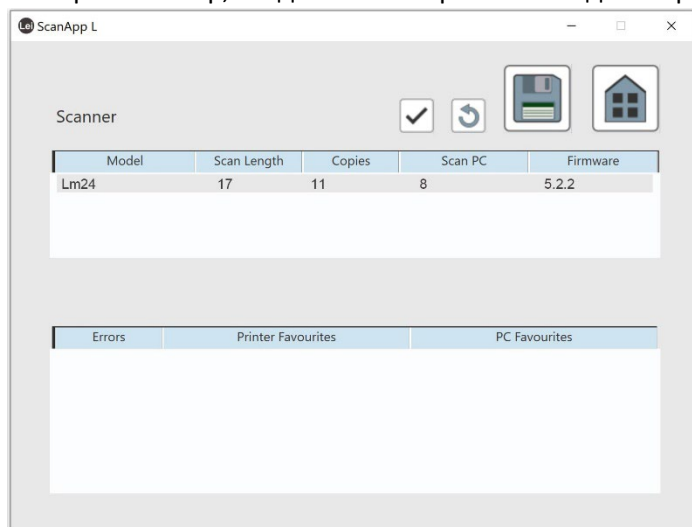 Lei ScanApp L
Scanner
Model Scan Length Copies Scan PC Firmware
Lm24 17 11 8 5.2.2
Errors Printer Favourites PC Favourites